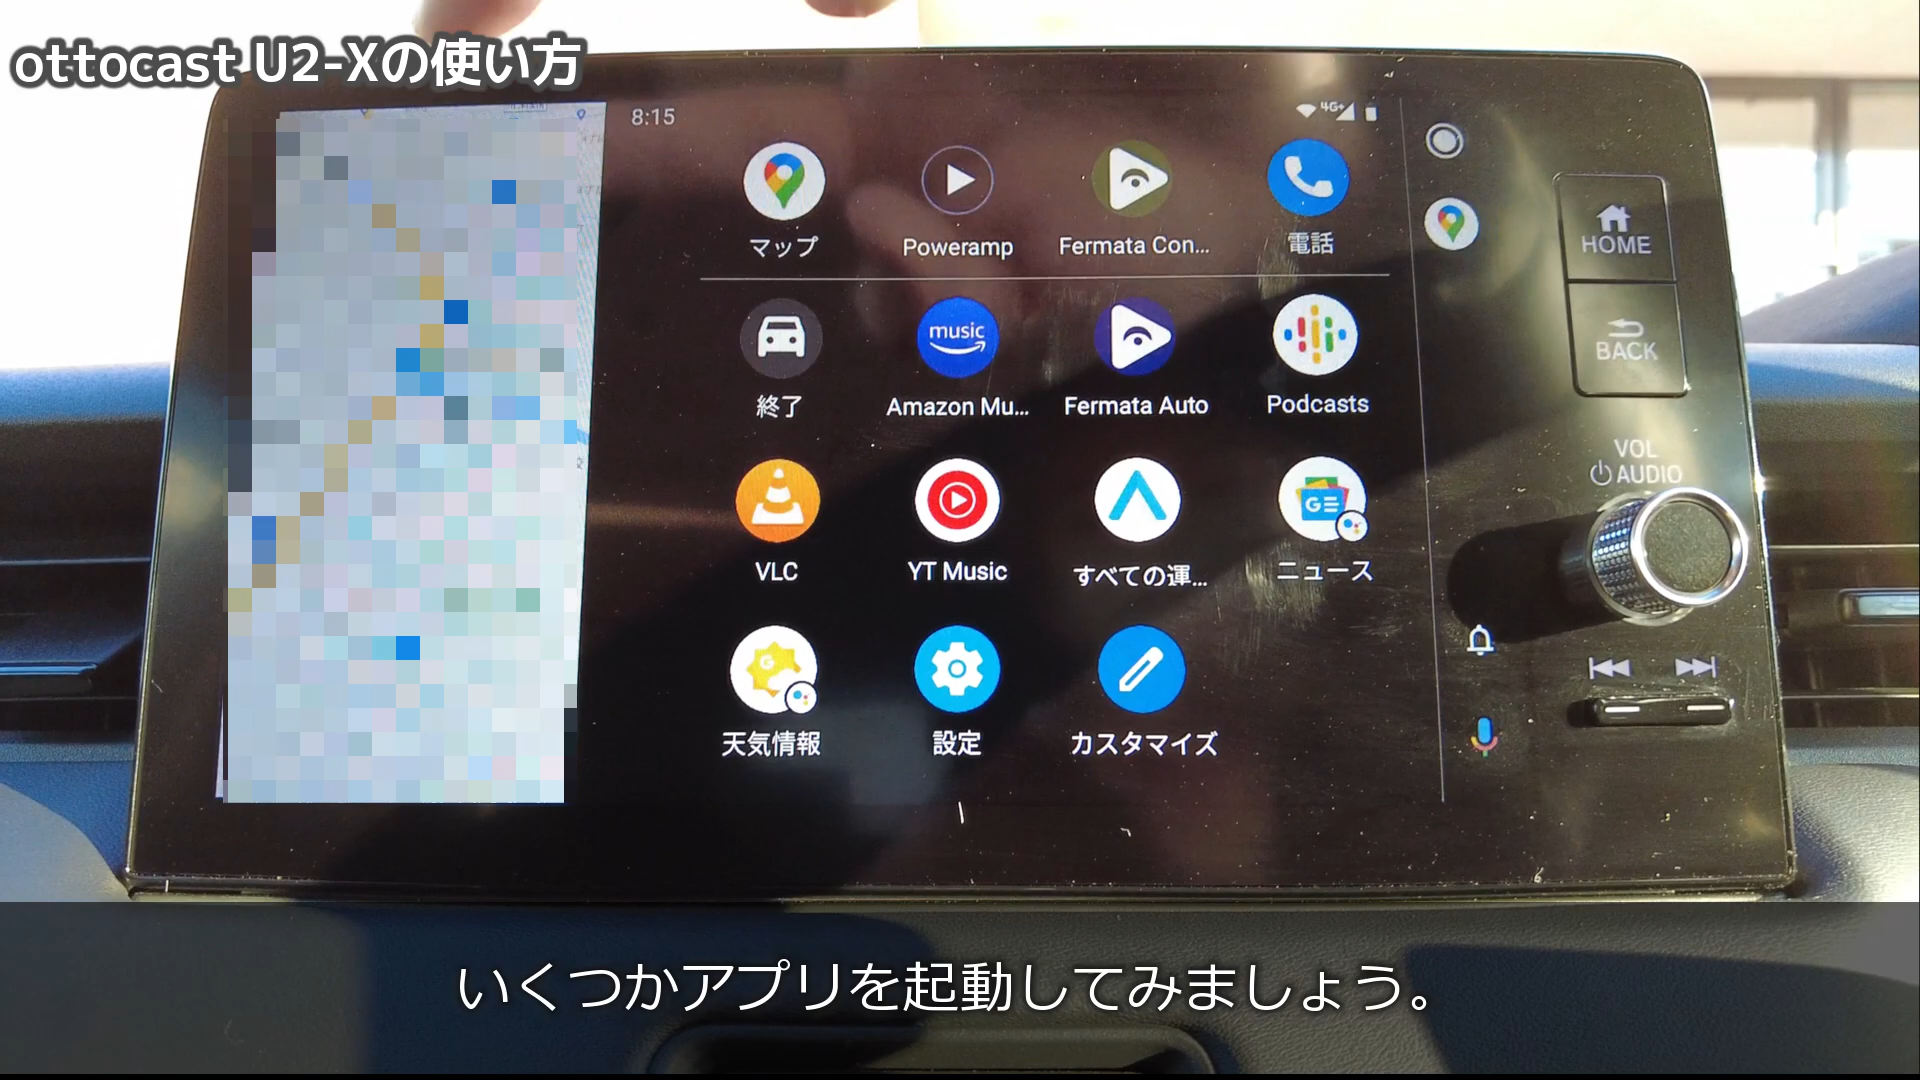 ottocast U2-Xの使い方
8:15
4G+
マップ
Poweramp
Fermata Con...
電話
終了
music
Amazon Mu...
Fermata Auto
Podcasts
VLC
YT Music
すべての運...
GE
ニュース
G
天気情報
設定
カスタマイズ
HOME
BACK
VOL
AUDIO
いくつかアプリを起動してみましょう。